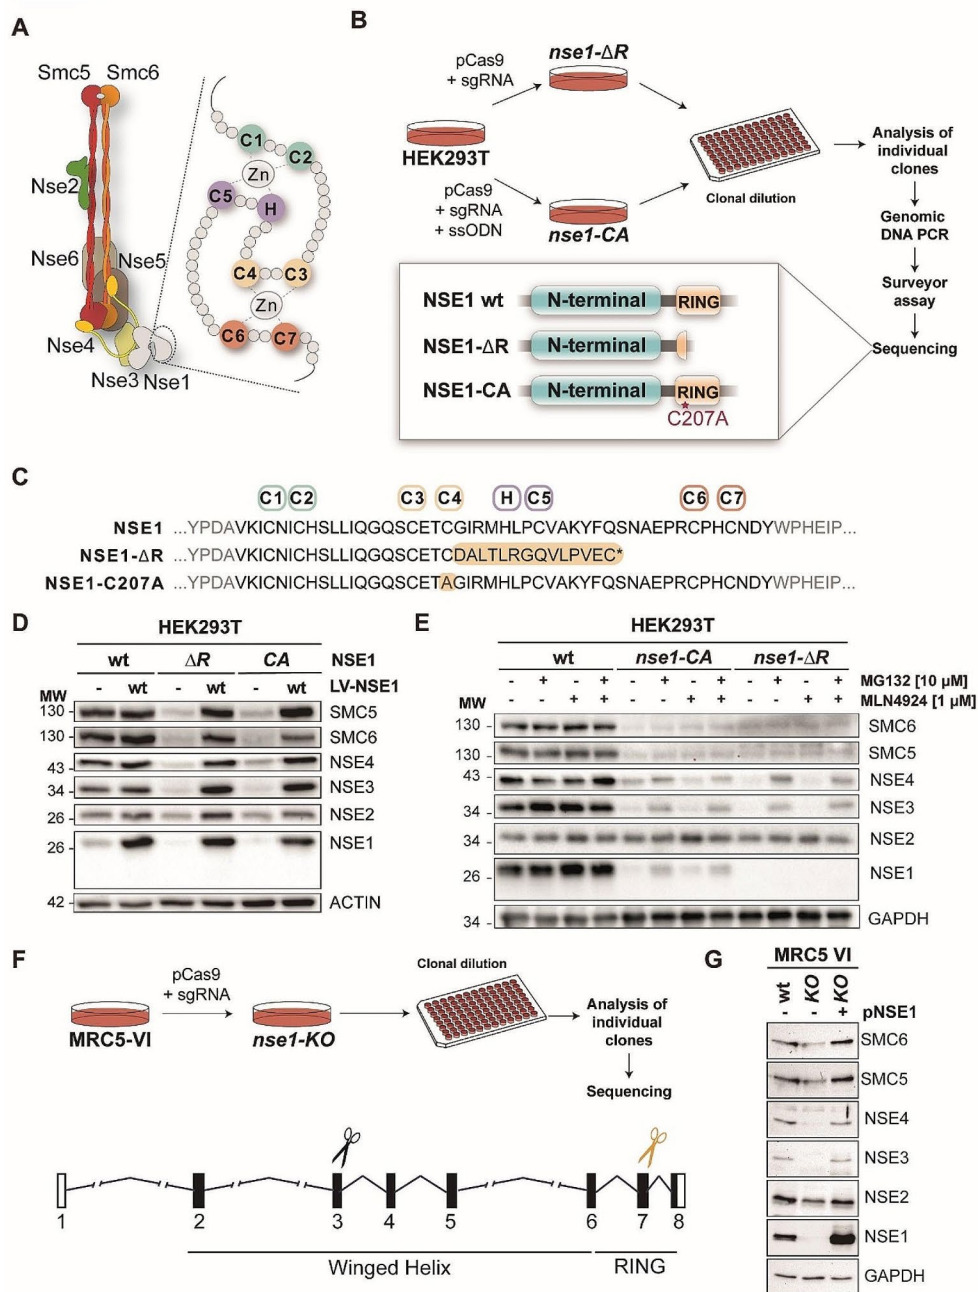 A
Smc5 Smc6
Nse2
Nse6
Nse5
Nse4
Nse3 Nse1
C1
C2
Zn
C5
H
C4
C3
Zn
C6
C7
B
pCas9
+ sgRNA
nse1-ΔR
HEK293T
pCas9
+ sgRNA
+ ssODN
nse1-CA
Clonal dilution
Analysis of
individual
clones
Genomic
DNA PCR
Surveyor
assay
Sequencing
NSE1 wt N-terminal RING
NSE1-ΔR N-terminal
NSE1-CA N-terminal RING
C207A
C
C1 C2 C3 C4 H C5 C6 C7
NSE1 ...YPDAVKICNICHSLLIQGQSCETCGIRMHLPCVAKYFQSNAEPRCPHCNDYWPHEIP...
NSE1-ΔR ...YPDAVKICNICHSLLIQGQSCETCDALTLRGQVLPVEC*
NSE1-C207A ...YPDAVKICNICHSLLIQGQSCETAGIRMHLPCVAKYFQSNAEPRCPHCNDYWPHEIP...
D
HEK293T
wt ΔR CA NSE1
- wt - wt - wt LV-NSE1
MW
130 - SMC5
130 - SMC6
43 - NSE4
34 - NSE3
26 - NSE2
26 - NSE1
42 - ACTIN
E
HEK293T
wt nse1-CA nse1-ΔR
- + - + - + - + - + - + MG132 [10 μM]
- - + + - - + + - - + + MLN4924 [1 μM]
MW
130 - SMC6
130 - SMC5
43 - NSE4
34 - NSE3
34 - NSE2
26 - NSE1
34 - GAPDH
F
pCas9
+ sgRNA
MRC5-VI
nse1-KO
Clonal dilution
Analysis of
individual
clones
Sequencing
1 2 3 4 5 6 7 8
Winged Helix RING
G
MRC5 VI
wt KO KO
- - + pNSE1
SMC6
SMC5
NSE4
NSE3
NSE2
NSE1
GAPDH